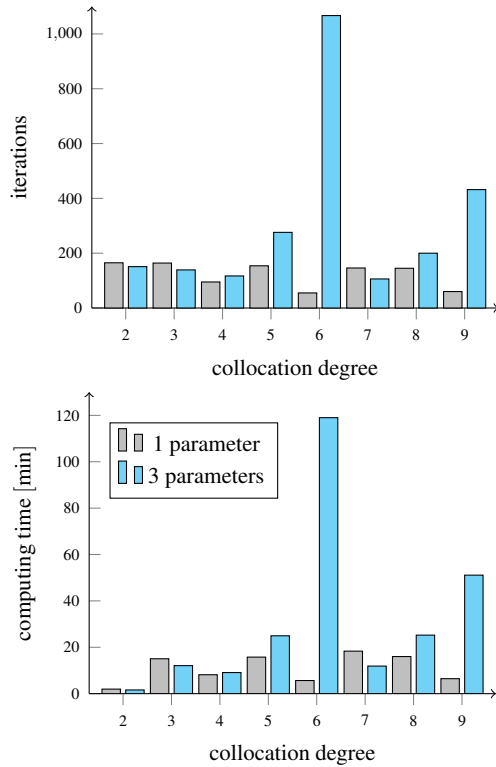 1,000
800
600
400
200
0
iterations
2 3 4 5 6 7 8 9
collocation degree
120
100
80
60
40
20
0
computing time [min]
1 parameter
3 parameters
2 3 4 5 6 7 8 9
collocation degree